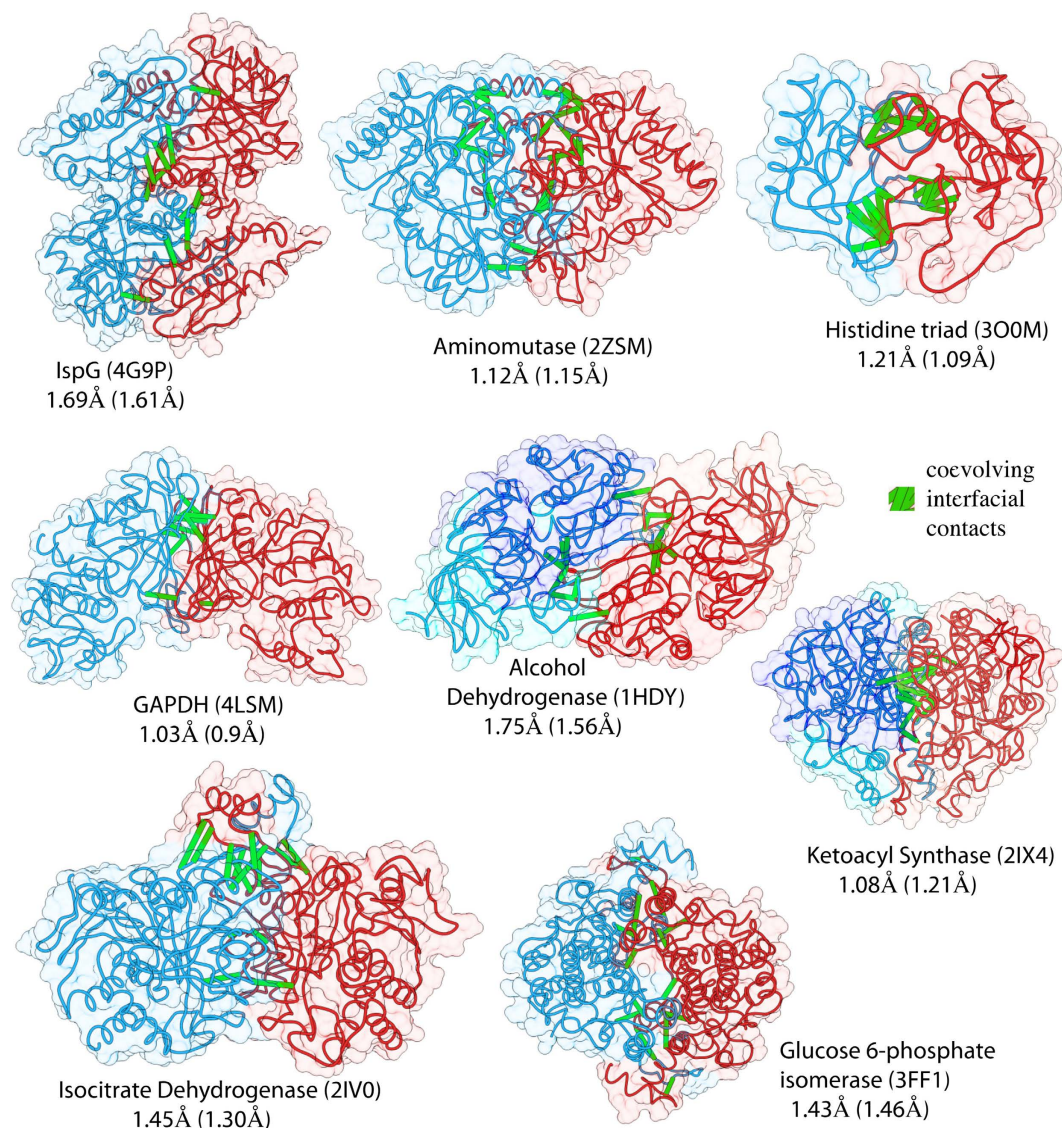 IspG (4G9P)
1.69Å (1.61Å)
Aminomutase (2ZSM)
1.12Å (1.15Å)
Histidine triad (3O0M)
1.21Å (1.09Å)
GAPDH (4LSM)
1.03Å (0.9Å)
Alcohol
Dehydrogenase (1HDY)
1.75Å (1.56Å)
coevolving
interfacial
contacts
Ketoacyl Synthase (2IX4)
1.08Å (1.21Å)
Isocitrate Dehydrogenase (2IV0)
1.45Å (1.30Å)
Glucose 6-phosphate
isomerase (3FF1)
1.43Å (1.46Å)